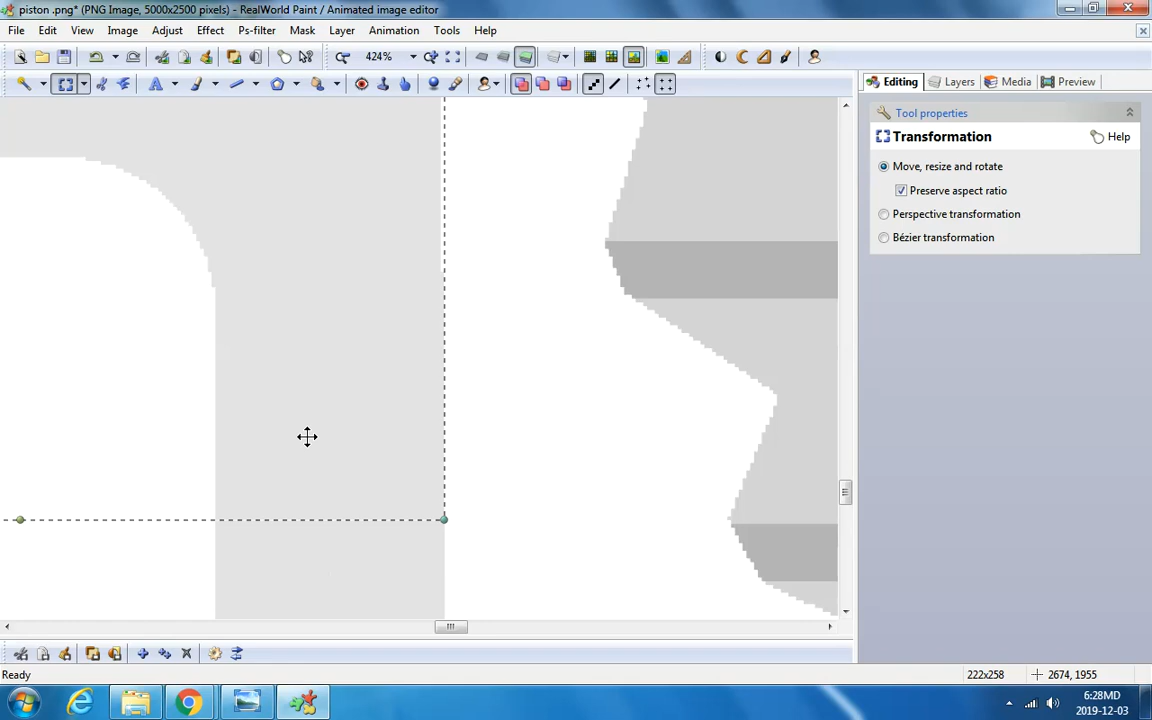 piston .png* (PNG Image, 5000x2500 pixels) - RealWorld Paint / Animated image editor
File Edit View Image Adjust Effect Ps-filter Mask Layer Animation Tools Help
424%
Editing Layers Media Preview
Tool properties
Transformation Help
Move, resize and rotate
Preserve aspect ratio
Perspective transformation
Bézier transformation
Ready 222x258 2674, 1955
6:28MD
2019-12-03